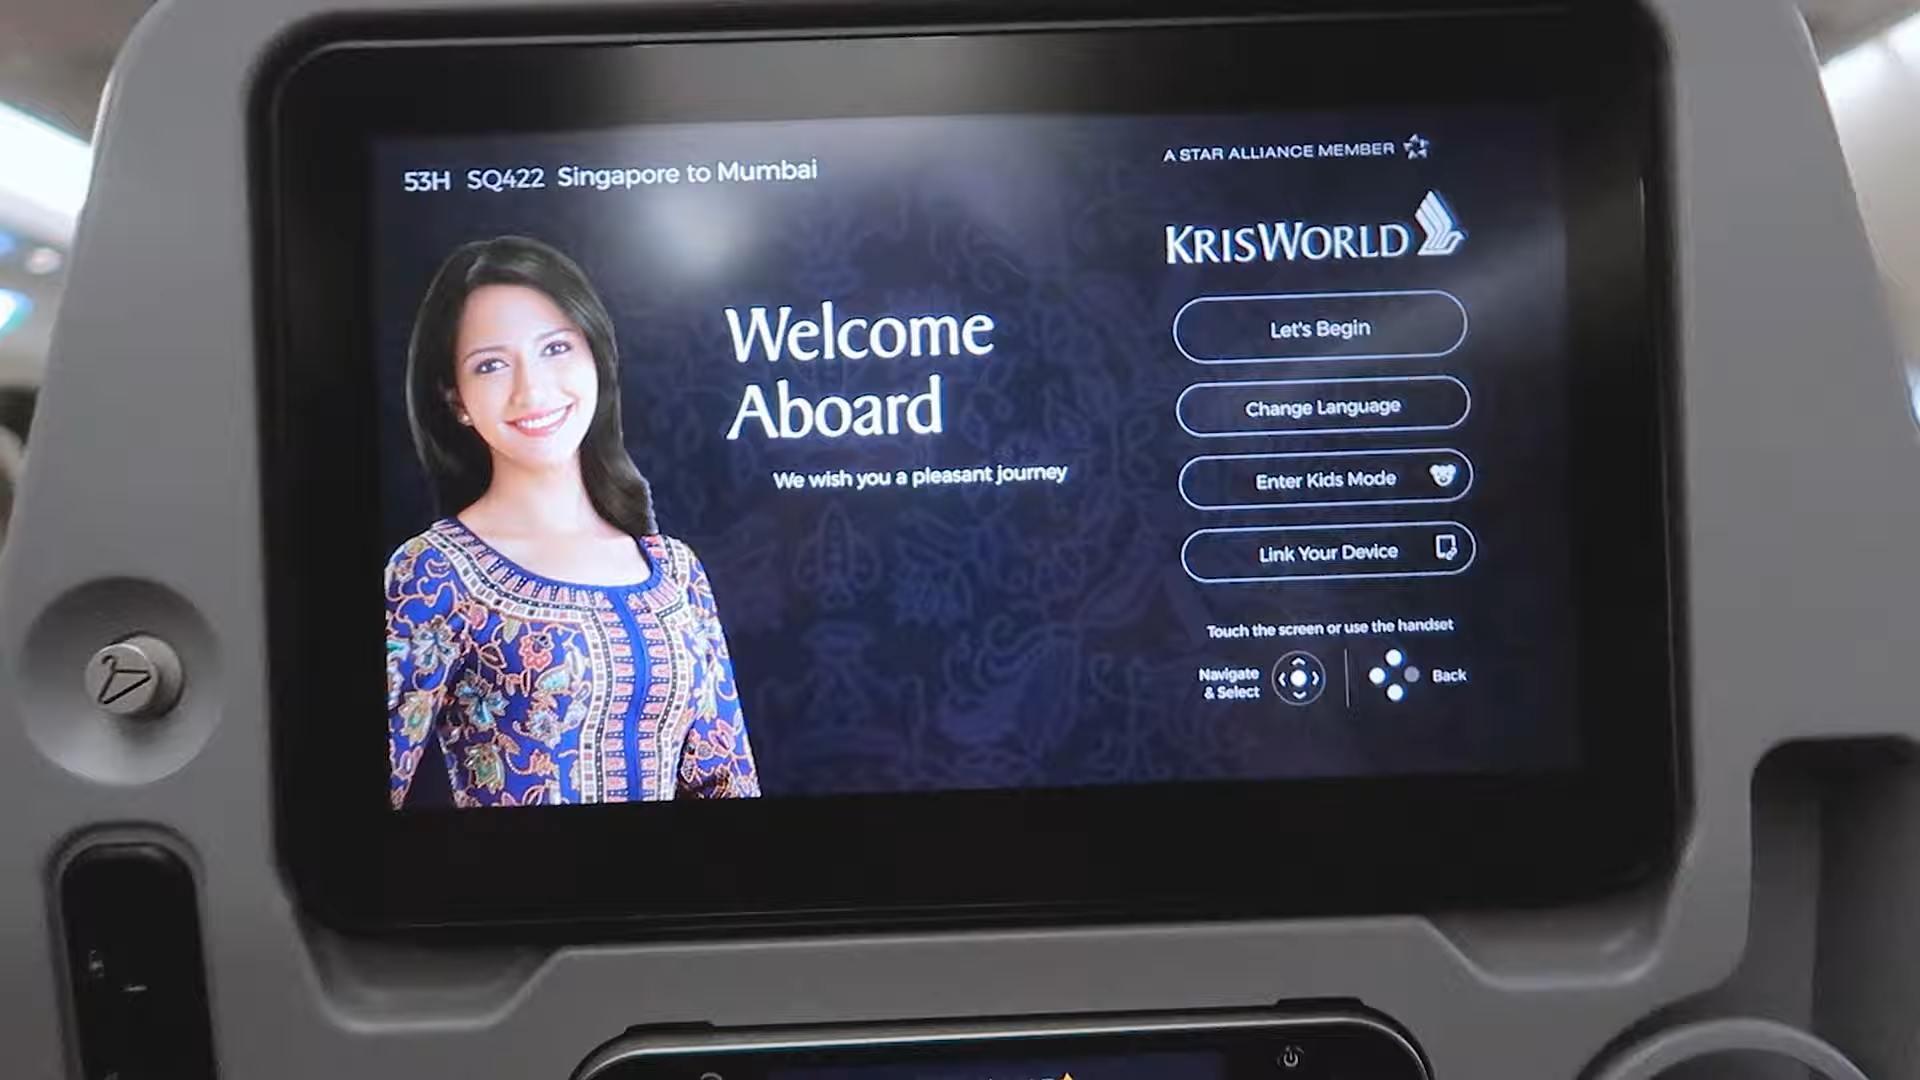 53H SQ422 Singapore to Mumbai
A STAR ALLIANCE MEMBER
KRISWORLD
Welcome
Aboard
We wish you a pleasant journey
Let's Begin
Change Language
Enter Kids Mode
Link Your Device
Touch the screen or use the handset
Navigate
& Select
Back